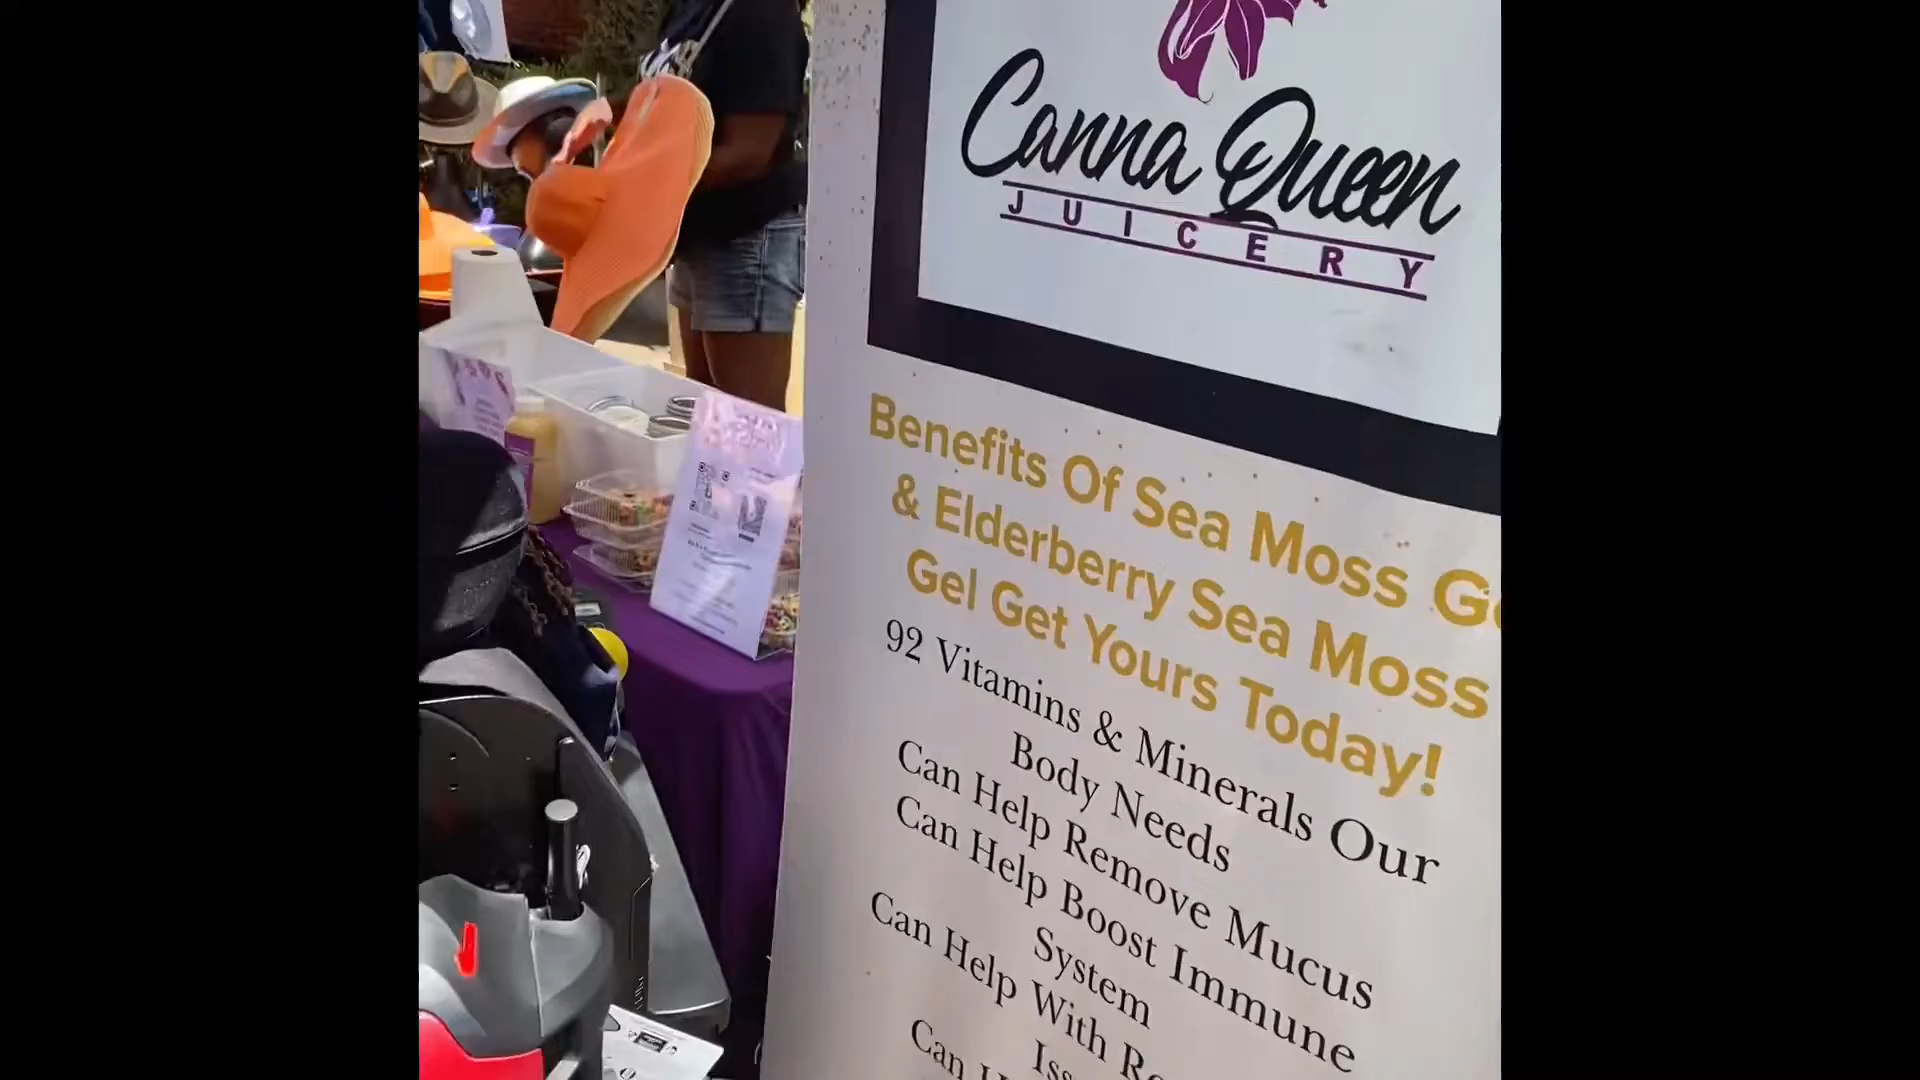 Canna Queen
JUICERY
Benefits Of Sea Moss
& Elderberry Sea Moss
Gel Get Yours Today!
92 Vitamins & Minerals Our
Body Needs
Can Help Remove Mucus
Can Help Boost Immune
System
Can Help With
Can